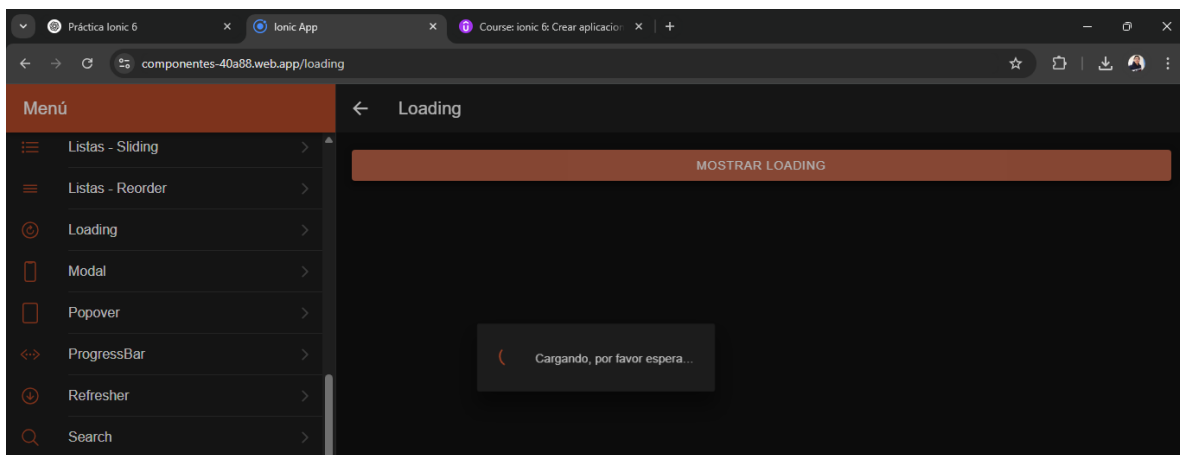 Práctica Ionic 6
Ionic App
Course: ionic 6: Crear aplicacion
componentes-40a88.web.app/loading
Menú
Loading
Listas - Sliding
MOSTRAR LOADING
Listas - Reorder
Loading
Modal
Popover
ProgressBar
Cargando, por favor espera...
Refresher
Search